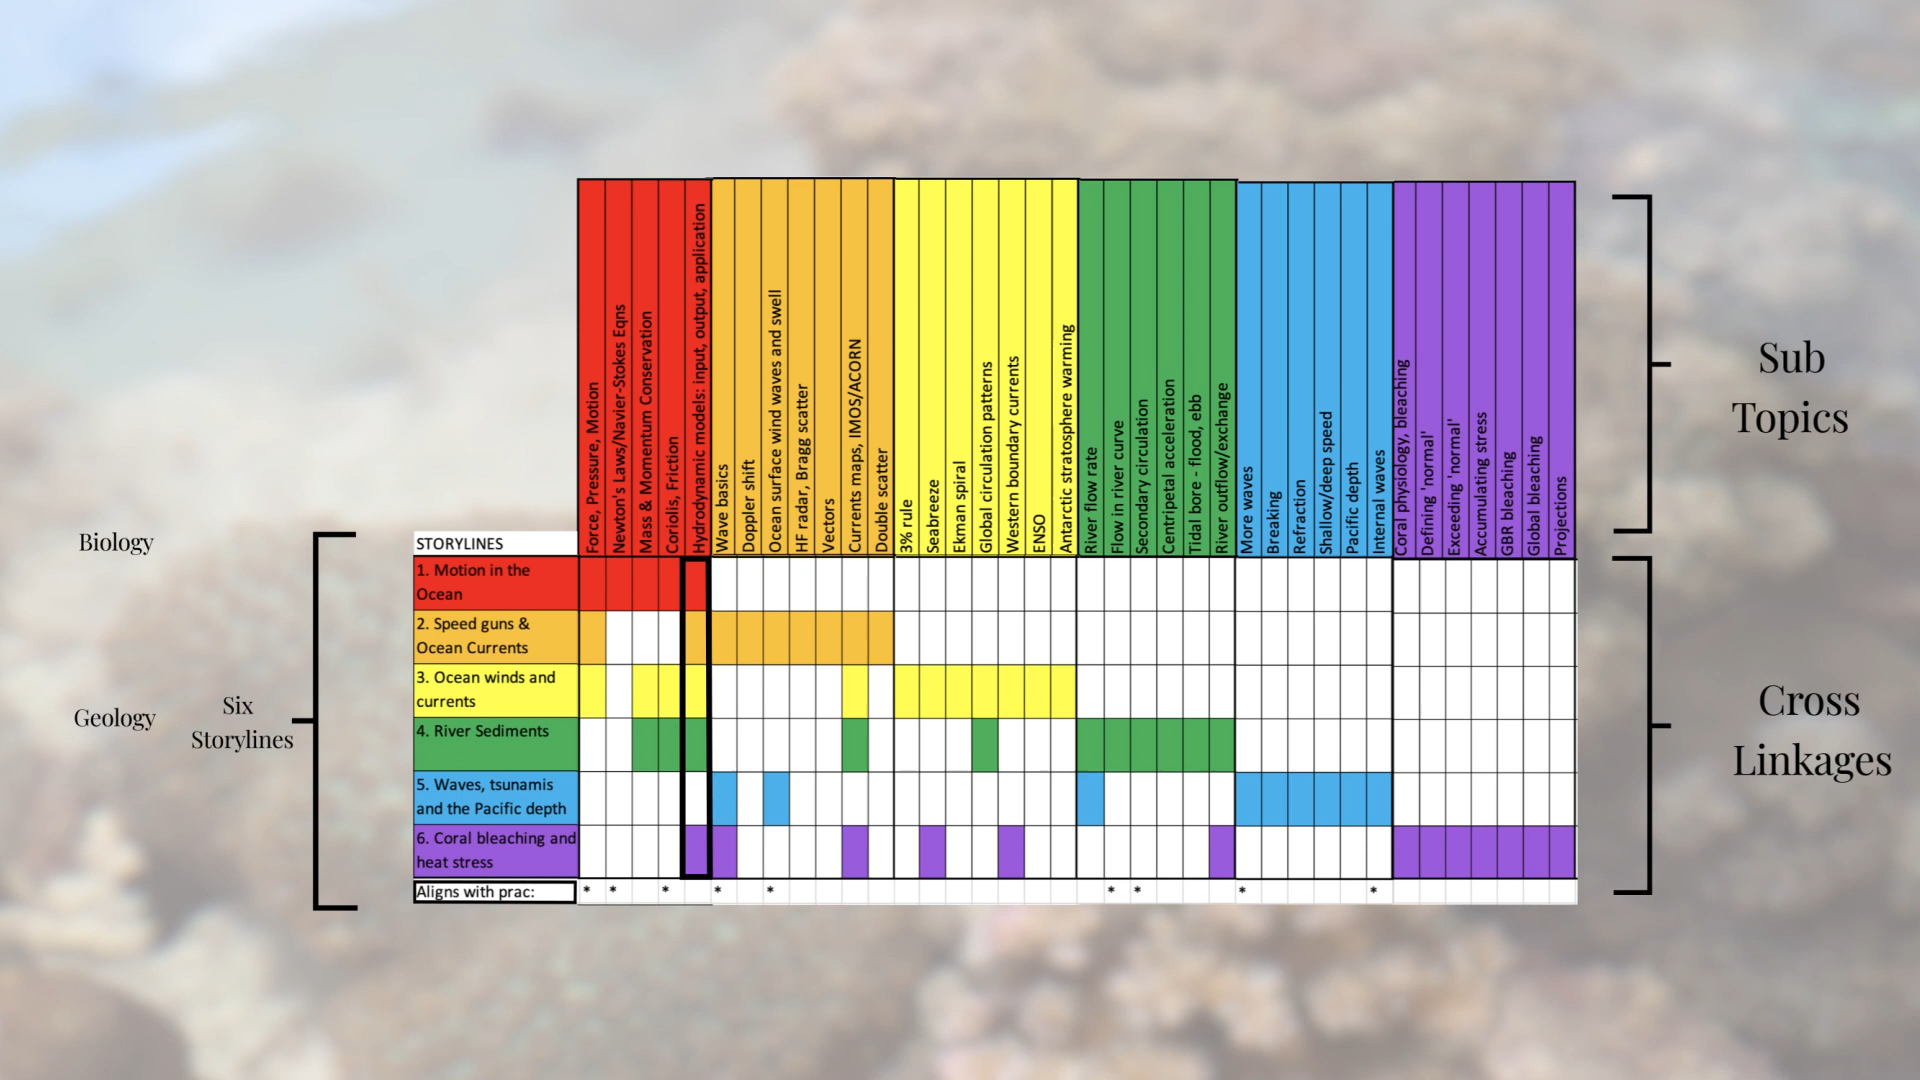 Force, Pressure, Motion
Newton's Laws/Navier-Stokes Eqns
Mass & Momentum Conservation
Coriolis, Friction
Hydrodynamic models: input, output, application
Wave basics
Doppler shift
Ocean surface wind waves and swell
HF radar, Bragg scatter
Vectors
Currents maps, IMOS/ACORN
Double scatter
3% rule
Seabreeze
Ekman spiral
Global circulation patterns
Western boundary currents
ENSO
Antarctic stratosphere warming
River flow rate
Flow in river curve
Secondary circulation
Centripetal acceleration
Tidal bore - flood, ebb
River outflow/exchange
More waves
Breaking
Refraction
Shallow/deep speed
Pacific depth
Internal waves
Coral physiology, bleaching
Defining 'normal'
Exceeding 'normal'
Accumulating stress
GBR bleaching
Global bleaching
Projections
Sub
Topics
Biology
STORYLINES
1. Motion in the
Ocean
2. Speed guns &
Ocean Currents
3. Ocean winds and
currents
4. River Sediments
5. Waves, tsunamis
and the Pacific depth
6. Coral bleaching and
heat stress
Aligns with prac: * * * * * * * * *
Geology
Six
Storylines
Cross
Linkages